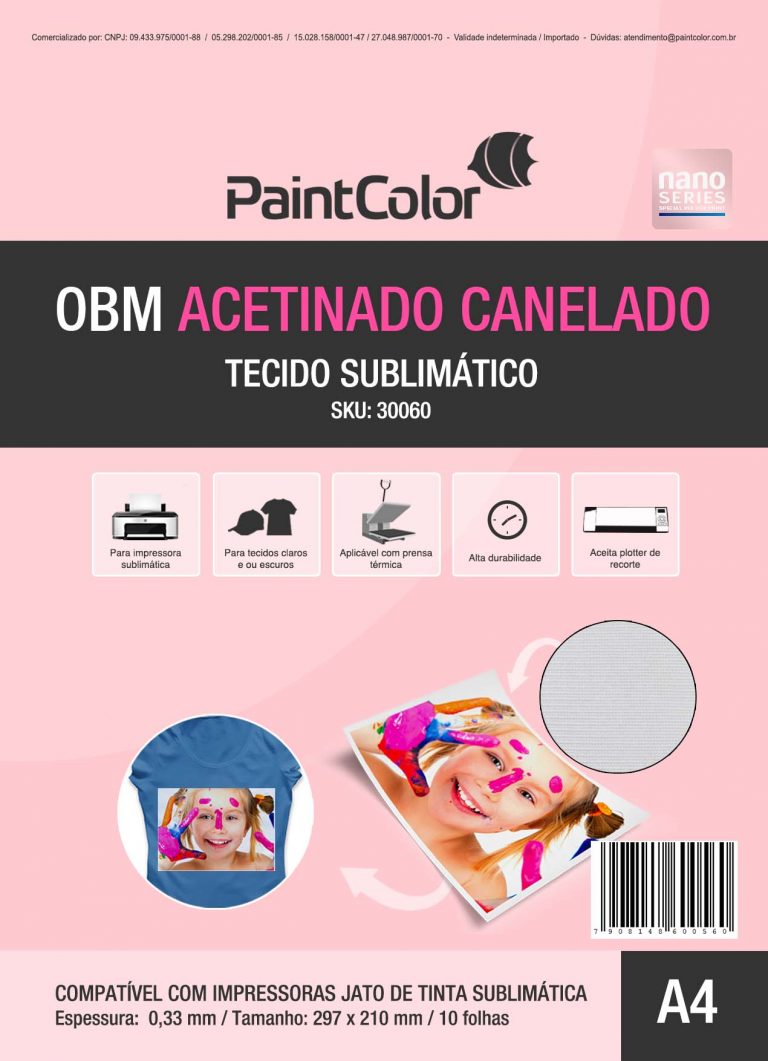 Comercializado por: CNPJ: 09.433.975/0001-88 / 05.298.202/0001-85 / 15.028.158/0001-47 / 27.048.987/0001-70 - Validade indeterminada / Importado - Dúvidas: atendimento@paintcolor.com.br
PaintColor
nano
SERIES
OBM ACETINADO CANELADO
TECIDO SUBLIMÁTICO
SKU: 30060
Para impressora
sublimática
Para tecidos claros
e ou escuros
Aplicável com prensa
térmica
Alta durabilidade
Aceita plotter de
recorte
7908148600560
COMPATÍVEL COM IMPRESSORAS JATO DE TINTA SUBLIMÁTICA
Espessura: 0,33 mm / Tamanho: 297 x 210 mm / 10 folhas
A4